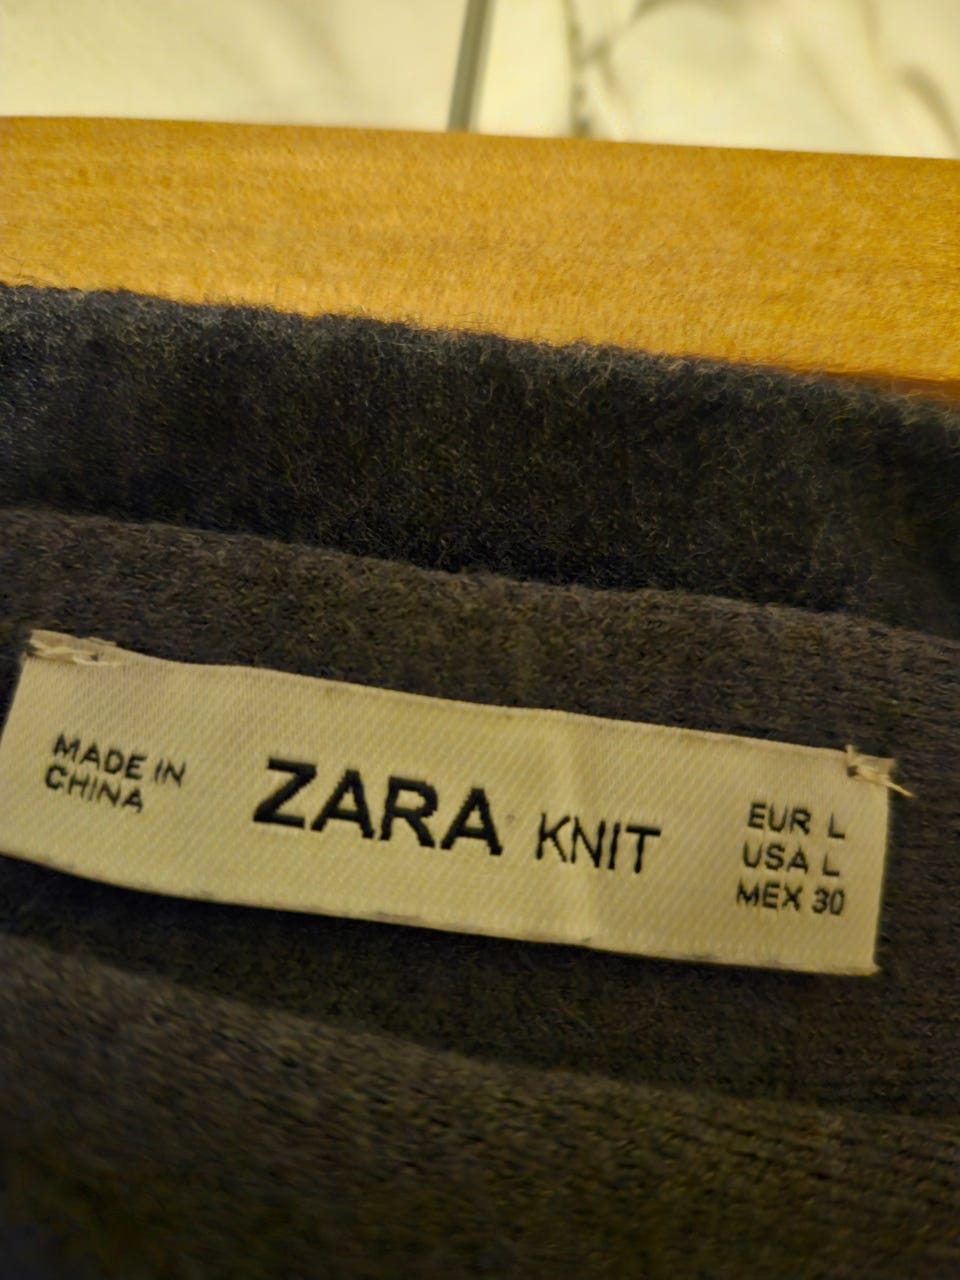 MADE IN
CHINA
ZARA KNIT
EUR L
USA L
MEX 30